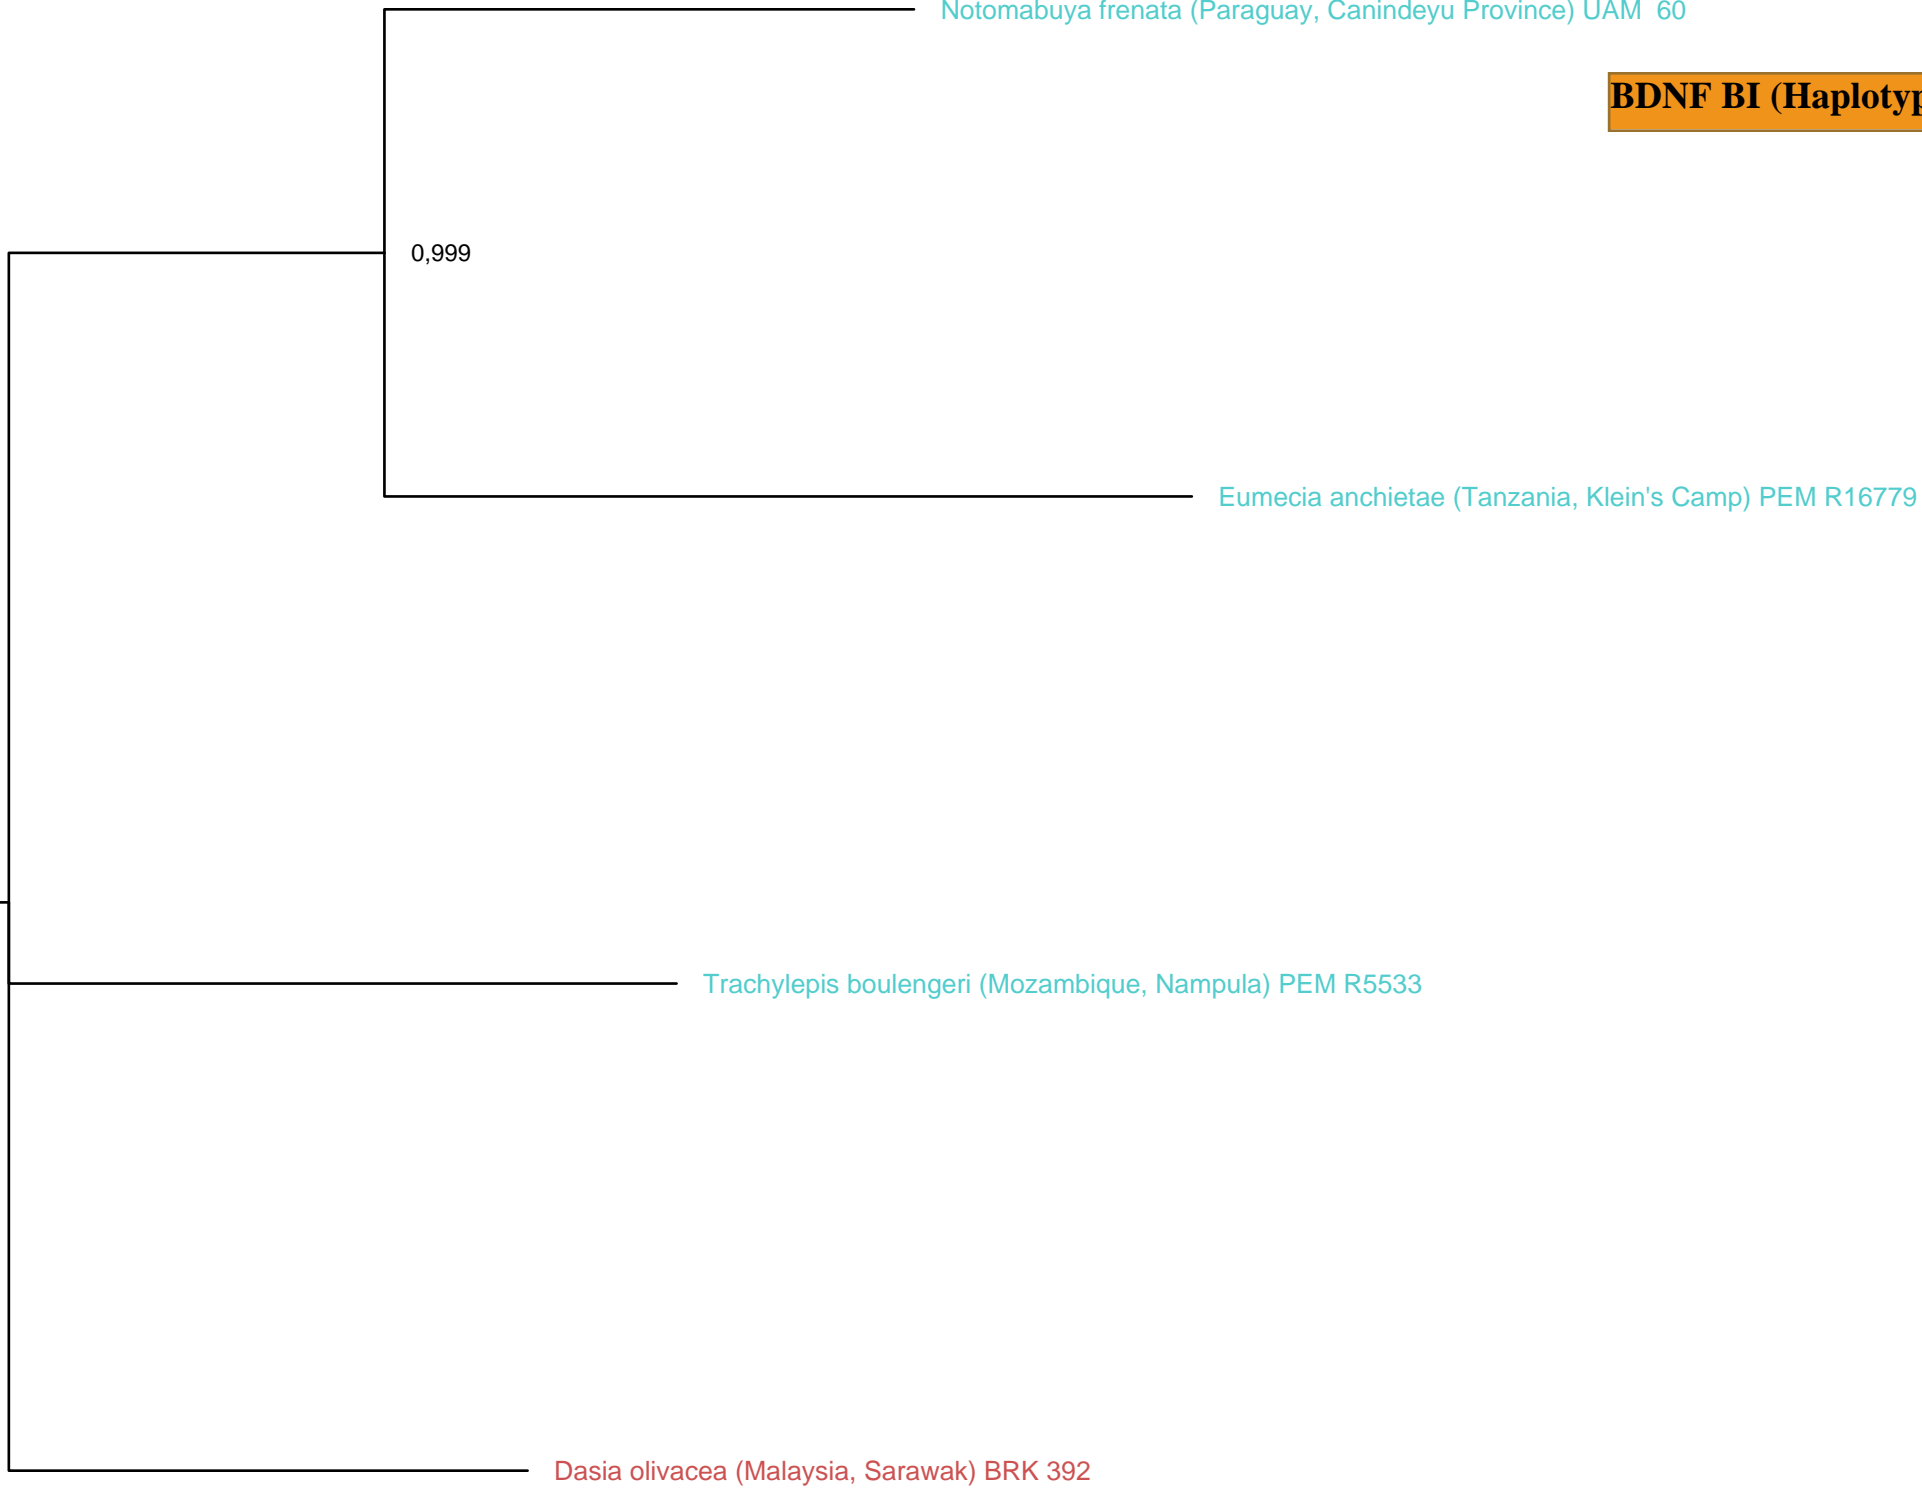 Notomabuya frenata (Paraguay, Canindeyu Province) UAM  60
BDNF BI (Haplotyp
0,999
Eumecia anchietae (Tanzania, Klein's Camp) PEM R16779
Trachylepis boulengeri (Mozambique, Nampula) PEM R5533
Dasia olivacea (Malaysia, Sarawak) BRK 392